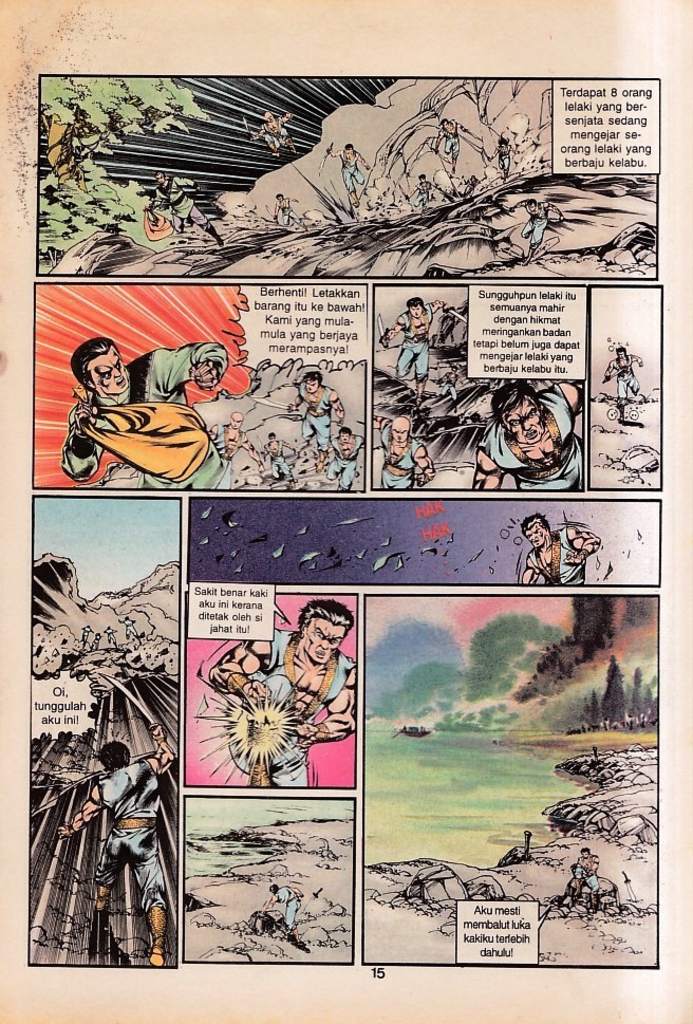 Terdapat 8 orang
lelaki yang ber-
senjata sedang
mengejar se-
orang lelaki yang
berbaju kelabu.
Berhenti! Letakkan
barang itu ke bawah!
Kami yang mula-
mula yang berjaya
merampasnya!
Sungguhpun lelaki itu
semuanya mahir
dengan hikmat
meringankan badan
tetapi belum juga dapat
mengejar lelaki yang
berbaju kelabu itu.
Oi,
tunggulah
aku ini!
HAK
HAK
Sakit benar kaki
aku ini kerana
ditetak oleh si
jahat itu!
Aku mesti
membalut luka
kakiku terlebih
dahulu!
15